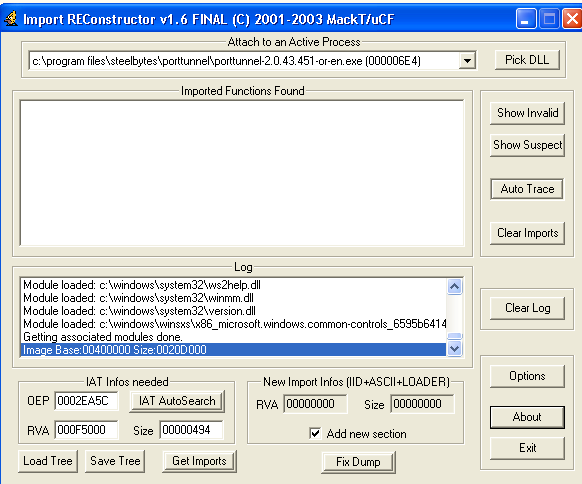 Import REConstructor v1.6 FINAL (C) 2001-2003 MackT/uCF
Attach to an Active Process
c:\program files\steelbytes\porttunnel\porttunnel-2.0.43.451-or-en.exe (000006E4)
Pick DLL
Imported Functions Found
Show Invalid
Show Suspect
Auto Trace
Clear Imports
Log
Module loaded: c:\windows\system32\ws2help.dll
Module loaded: c:\windows\system32\winmm.dll
Module loaded: c:\windows\system32\version.dll
Module loaded: c:\windows\winsxs\x86_microsoft.windows.common-controls_6595b6414
Getting associated modules done.
Image Base:00400000 Size:0020D000
Clear Log
IAT Infos needed
OEP 0002EA5C IAT AutoSearch
RVA 000F5000 Size 00000494
New Import Infos (IID+ASCII+LOADER)
RVA 00000000 Size 00000000
Add new section
Options
About
Exit
Load Tree Save Tree Get Imports Fix Dump